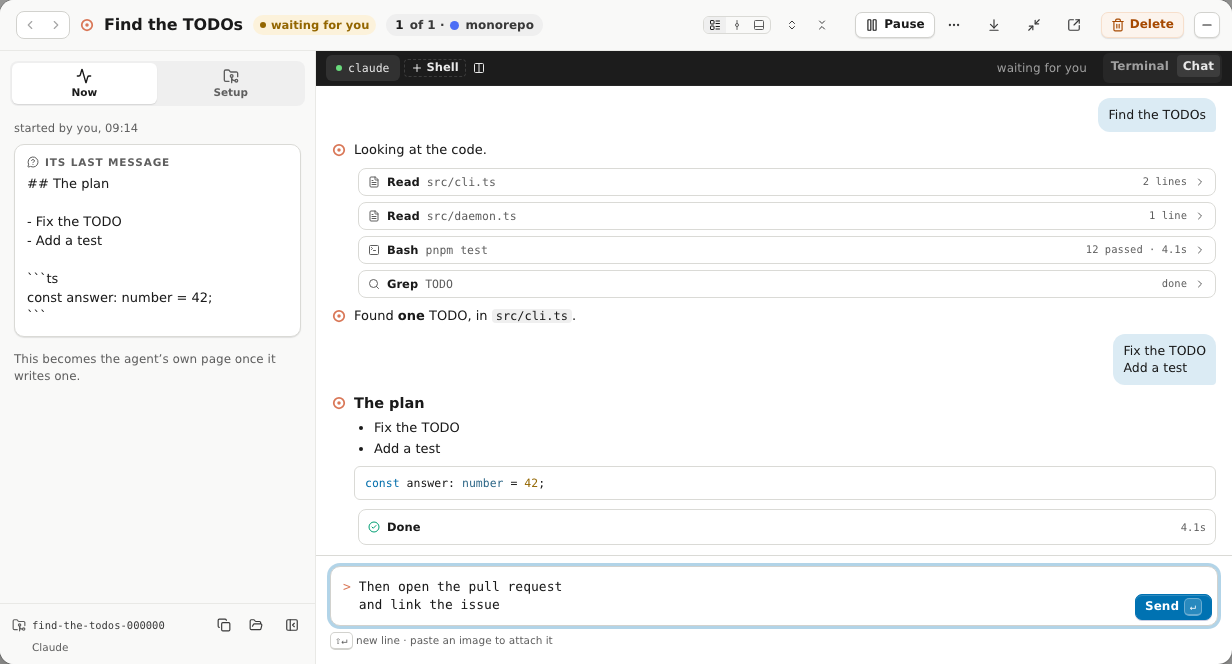 Find the TODOs
waiting for you
1 of 1 · monorepo
Pause
Delete
Now
Setup
started by you, 09:14
ITS LAST MESSAGE
## The plan
- Fix the TODO
- Add a test
```ts
const answer: number = 42;
```
This becomes the agent’s own page once it
writes one.
find-the-todos-000000
Claude
claude
+ Shell
waiting for you
Terminal
Chat
Find the TODOs
Looking at the code.
Read src/cli.ts 2 lines
Read src/daemon.ts 1 line
Bash pnpm test 12 passed · 4.1s
Grep TODO done
Found one TODO, in src/cli.ts.
Fix the TODO
Add a test
The plan
• Fix the TODO
• Add a test
const answer: number = 42;
Done 4.1s
> Then open the pull request
and link the issue
Send ↵
⇧↵ new line · paste an image to attach it